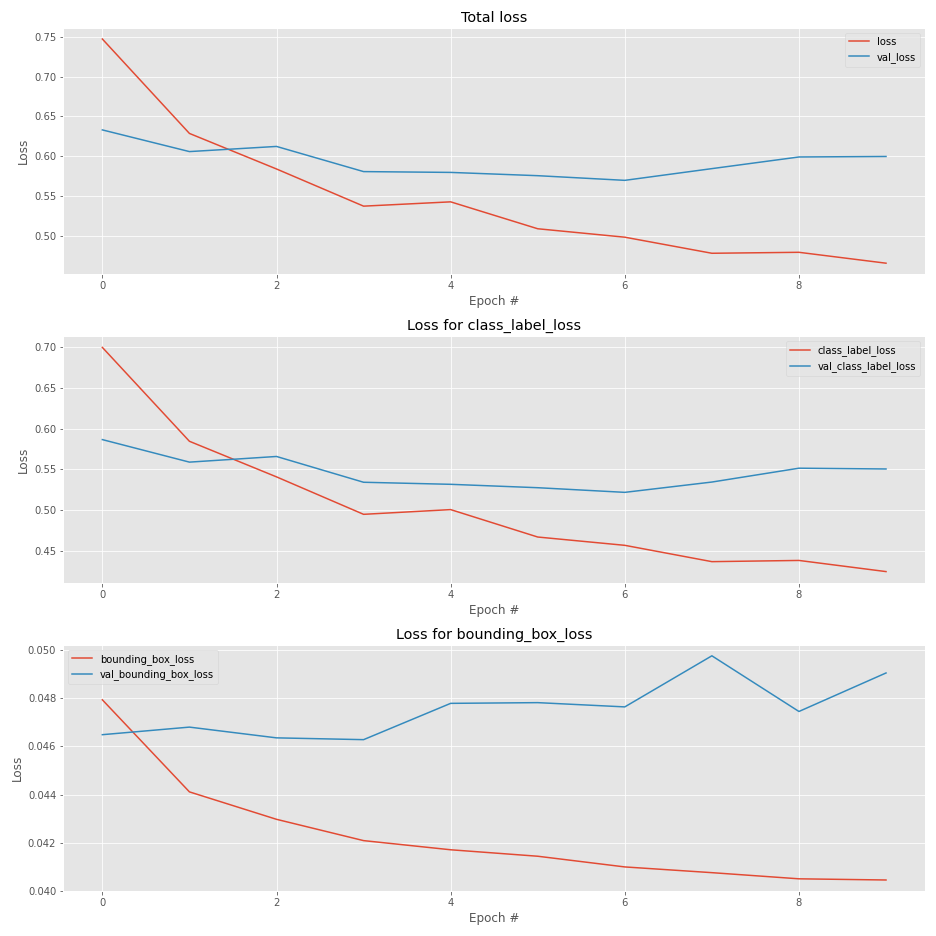 Total loss
loss
val_loss
0.75
0.70
0.65
0.60
0.55
0.50
Loss
0 2 4 6 8
Epoch #
Loss for class_label_loss
class_label_loss
val_class_label_loss
0.70
0.65
0.60
0.55
0.50
0.45
Loss
0 2 4 6 8
Epoch #
Loss for bounding_box_loss
bounding_box_loss
val_bounding_box_loss
0.050
0.048
0.046
0.044
0.042
0.040
Loss
0 2 4 6 8
Epoch #